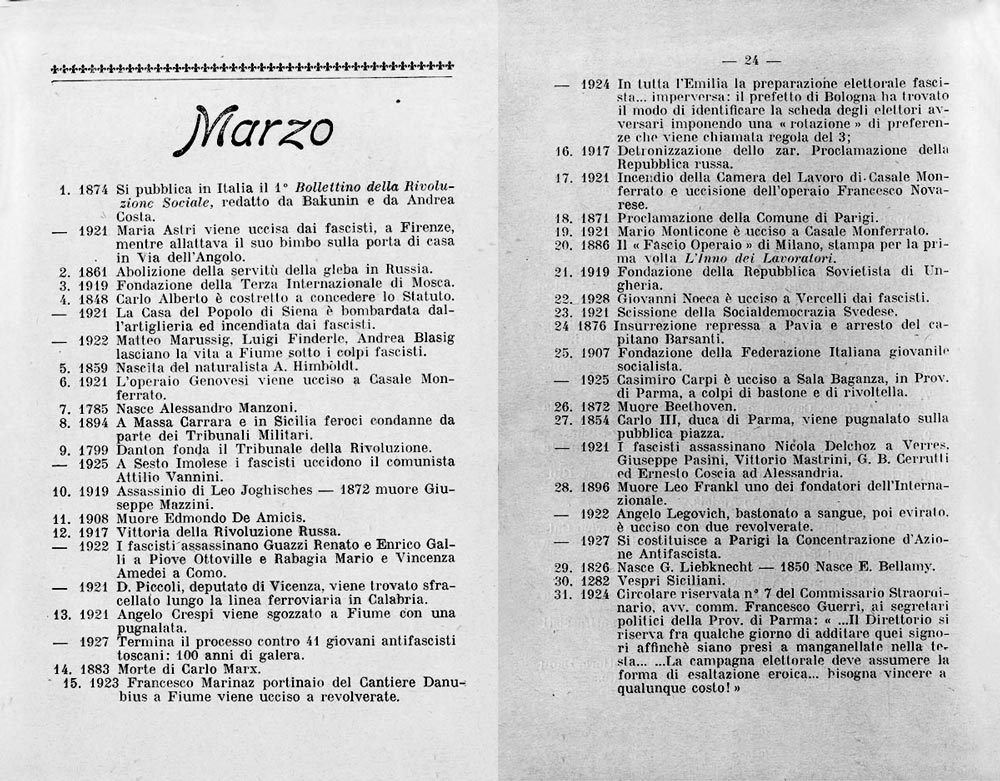 Marzo
1. 1874 Si pubblica in Italia il 1° Bollettino della Rivolu-
zione Sociale, redatto da Bakunin e da Andrea
Costa.
— 1921 Maria Astri viene uccisa dai fascisti, a Firenze,
mentre allattava il suo bimbo sulla porta di casa
in Via dell'Angolo.
2. 1861 Abolizione della servitù della gleba in Russia.
3. 1919 Fondazione della Terza Internazionale di Mosca.
4. 1848 Carlo Alberto è costretto a concedere lo Statuto.
— 1921 La Casa del Popolo di Siena è bombardata dal-
l'artiglieria ed incendiata dai fascisti.
— 1922 Matteo Marussig, Luigi Finderle, Andrea Blasig
lasciano la vita a Fiume sotto i colpi fascisti.
5. 1859 Nascita del naturalista A. Himboldt.
6. 1921 L'operaio Genovesi viene ucciso a Casale Mon-
ferrato.
7. 1785 Nasce Alessandro Manzoni.
8. 1894 A Massa Carrara e in Sicilia feroci condanne da
parte dei Tribunali Militari.
9. 1799 Danton fonda il Tribunale della Rivoluzione.
— 1925 A Sesto Imolese i fascisti uccidono il comunista
Attilio Vannini.
10. 1919 Assassinio di Leo Joghisches — 1872 muore Giu-
seppe Mazzini.
11. 1908 Muore Edmondo De Amicis.
12. 1917 Vittoria della Rivoluzione Russa.
— 1922 I fascisti assassinano Guazzi Renato e Enrico Gal-
li a Piove Ottoville e Rabagia Mario e Vincenza
Amedei a Como.
— 1921 D. Piccoli, deputato di Vicenza, viene trovato sfra-
cellato lungo la linea ferroviaria in Calabria.
13. 1921 Angelo Crespi viene sgozzato a Fiume con una
pugnalata.
— 1927 Termina il processo contro 41 giovani antifascisti
toscani: 100 anni di galera.
14. 1883 Morte di Carlo Marx.
15. 1923 Francesco Marinaz portinaio del Cantiere Danu-
bius a Fiume viene ucciso a revolverate.
— 24 —
— 1924 In tutta l'Emilia la preparazione elettorale fasci-
sta... imperversa: il prefetto di Bologna ha trovato
il modo di identificare la scheda degli elettori av-
versari imponendo una « rotazione » di preferen-
ze che viene chiamata regola del 3;
16. 1917 Detronizzazione dello zar. Proclamazione della
Repubblica russa.
17. 1921 Incendio della Camera del Lavoro di Casale Mon-
ferrato e uccisione dell'operaio Francesco Nova-
rese.
18. 1871 Proclamazione della Comune di Parigi.
19. 1921 Mario Monticone è ucciso a Casale Monferrato.
20. 1886 Il « Fascio Operaio » di Milano, stampa per la pri-
ma volta L'Inno dei Lavoratori.
21. 1919 Fondazione della Repubblica Sovietista di Un-
gheria.
22. 1928 Giovanni Nocca è ucciso a Vercelli dai fascisti.
23. 1921 Scissione della Socialdemocrazia Svedese.
24 1876 Insurrezione repressa a Pavia e arresto del ca-
pitano Barsanti.
25. 1907 Fondazione della Federazione Italiana giovanile
socialista.
— 1925 Casimiro Carpi è ucciso a Sala Baganza, in Prov.
di Parma, a colpi di bastone e di rivoltella.
26. 1872 Muore Beethoven.
27. 1854 Carlo III, duca di Parma, viene pugnalato sulla
pubblica piazza.
— 1921 I fascisti assassinano Nicola Delchoz a Verres,
Giuseppe Pasini, Vittorio Mastrini, G. B. Cerrutti
ed Ernesto Coscia ad Alessandria.
28. 1896 Muore Leo Frankl uno dei fondatori dell'Interna-
zionale.
— 1922 Angelo Legovich, bastonato a sangue, poi evirato,
è ucciso con due revolverate.
— 1927 Si costituisce a Parigi la Concentrazione d'Azio-
ne Antifascista.
29. 1826 Nasce G. Liebknecht — 1850 Nasce E. Bellamy.
30. 1282 Vespri Siciliani.
31. 1924 Circolare riservata n° 7 del Commissario Straordi-
nario, avv. comm. Francesco Guerri, ai segretari
politici della Prov. di Parma: « ...Il Direttorio si
riserva fra qualche giorno di additare quei signo-
ri affinchè siano presi a manganellate nella te-
sta... ...La campagna elettorale deve assumere la
forma di esaltazione eroica... bisogna vincere a
qualunque costo! »